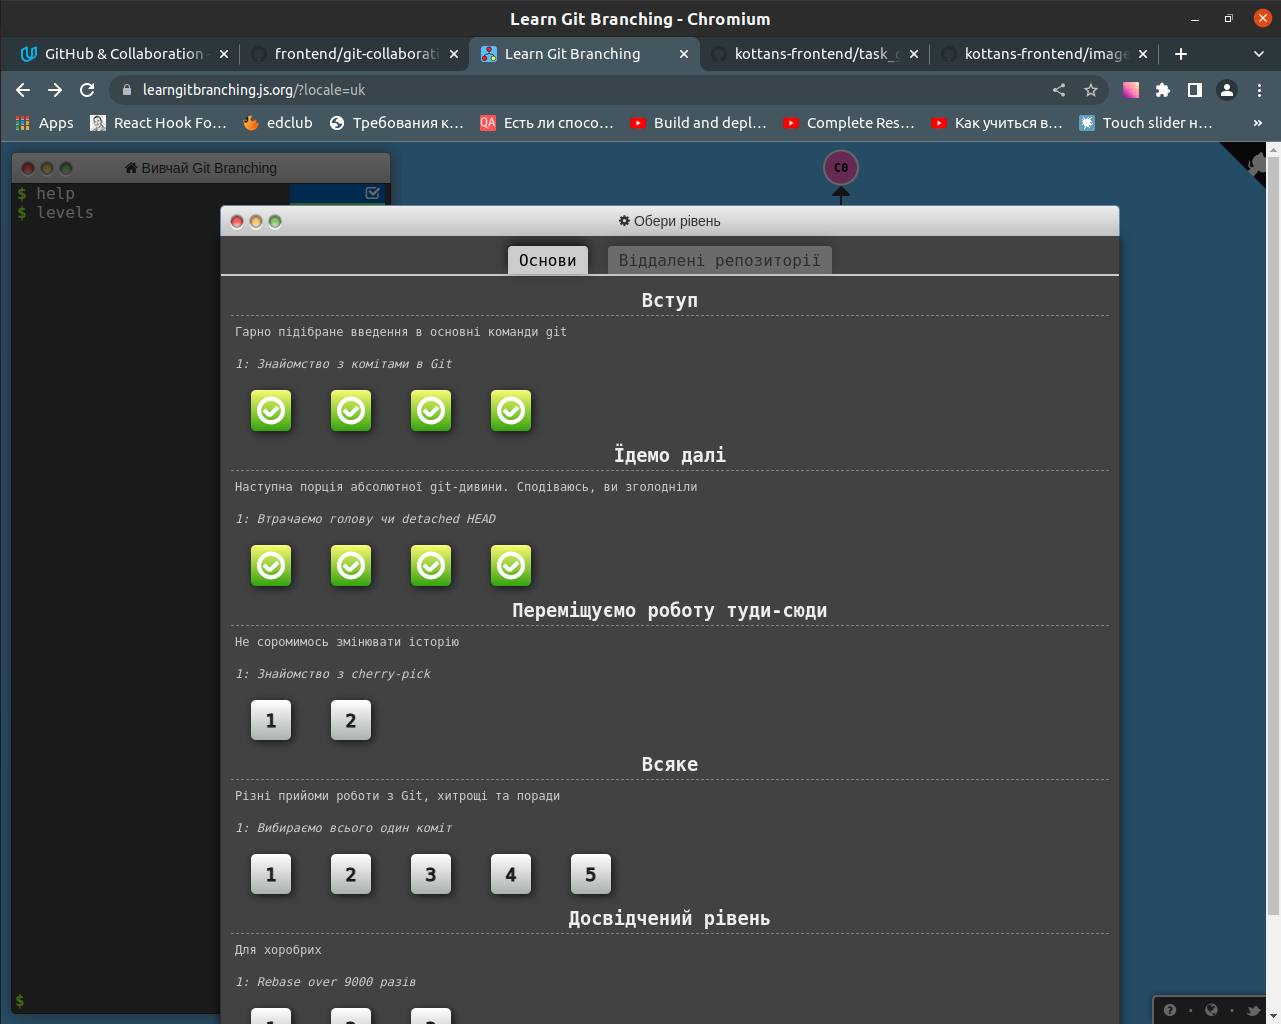 Learn Git Branching - Chromium
GitHub & Collaboration
frontend/git-collaborati
Learn Git Branching
kottans-frontend/task_g
kottans-frontend/image
learngitbranching.js.org/?locale=uk
Apps
React Hook Fo...
edclub
Требования к...
QA
Есть ли спосо...
Build and depl...
Complete Res...
Как учиться в...
Touch slider н...
»
Вивчай Git Branching
C0
$ help
$ levels
Обери рівень
Основи
Віддалені репозиторії
Вступ
Гарно підібране введення в основні команди git
1: Знайомство з комітами в Git
Їдемо далі
Наступна порція абсолютної git-дивини. Сподіваюсь, ви зголодніли
1: Втрачаємо голову чи detached HEAD
Переміщуємо роботу туди-сюди
Не соромимось змінювати історію
1: Знайомство з cherry-pick
1 2
Всяке
Різні прийоми роботи з Git, хитрощі та поради
1: Вибираємо всього один коміт
1 2 3 4 5
Досвідчений рівень
Для хоробрих
1: Rebase over 9000 разів
1 2 3
$